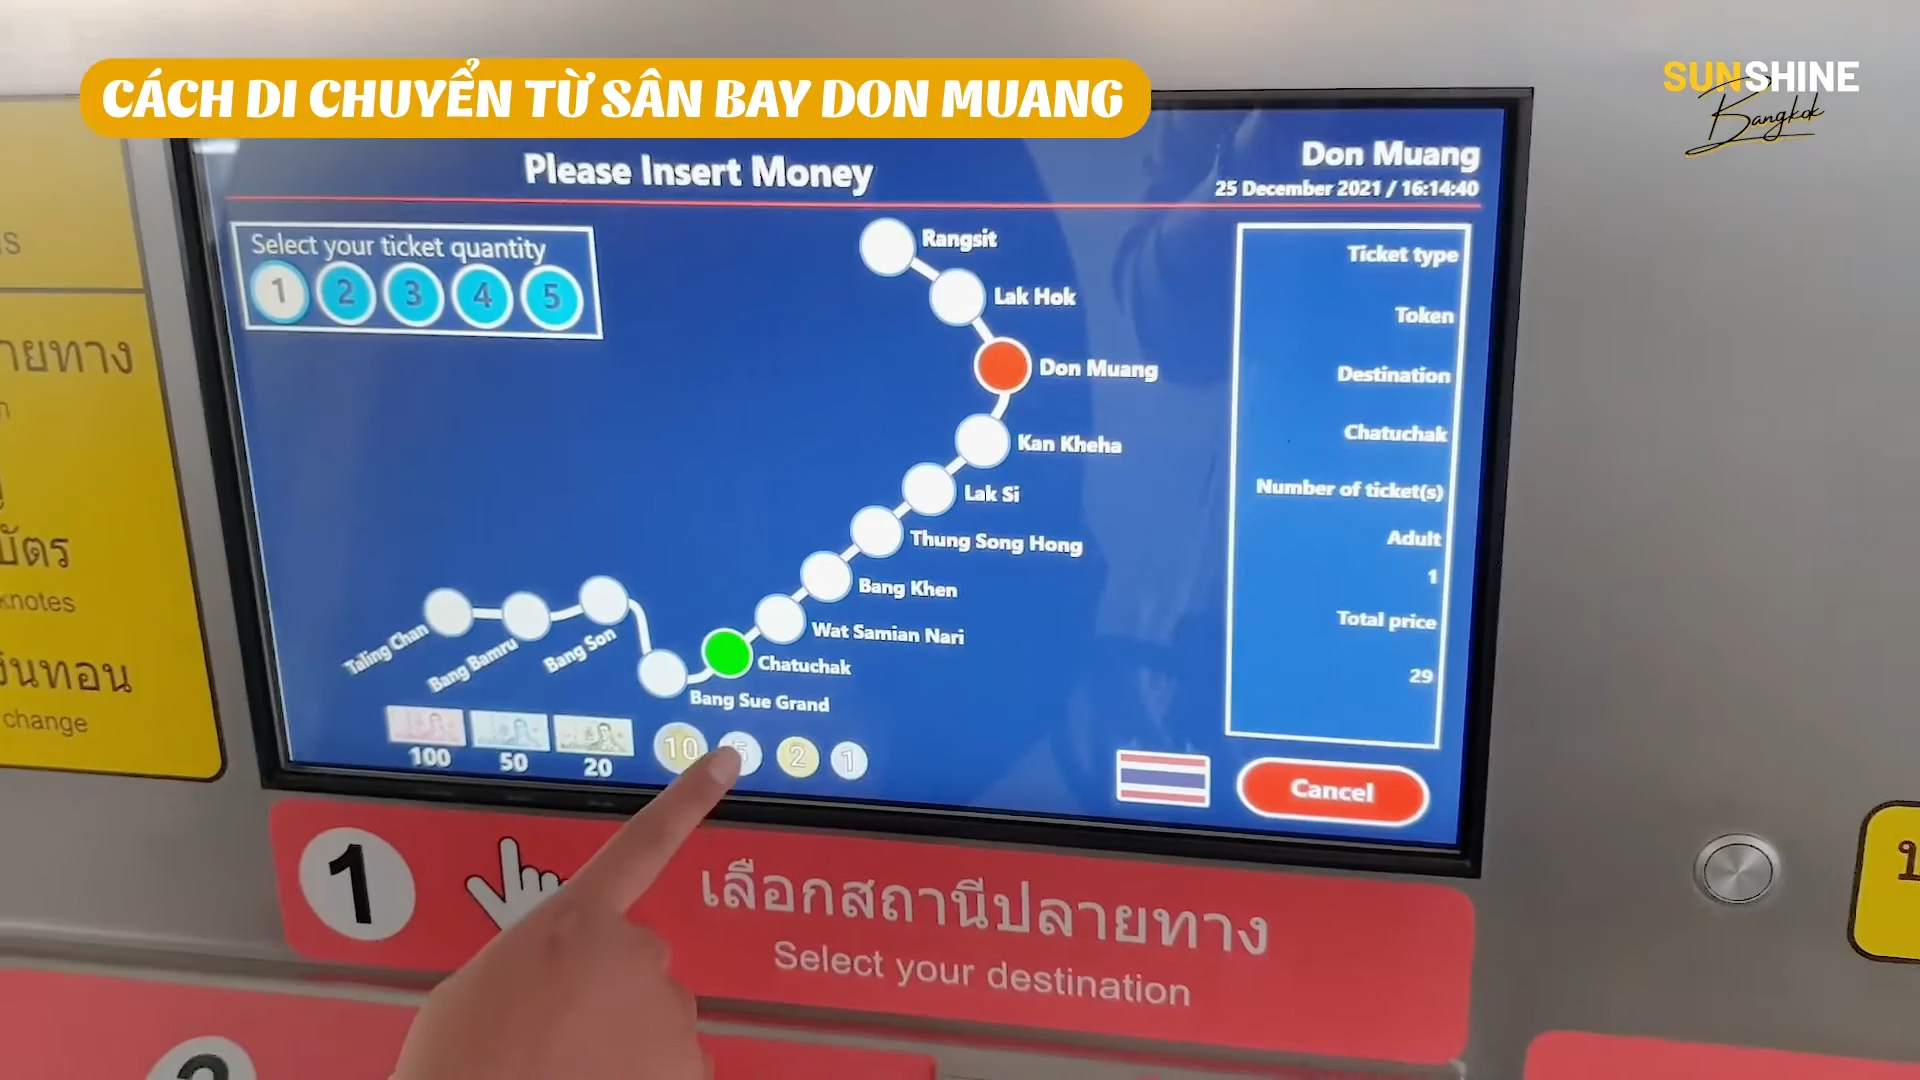 CÁCH DI CHUYỂN TỪ SÂN BAY DON MUANG
SUNSHINE
Bangkok
Please Insert Money
Don Muang
25 December 2021 / 16:14:40
Select your ticket quantity
1 2 3 4 5
Rangsit
Lak Hok
Don Muang
Kan Kheha
Lak Si
Thung Song Hong
Bang Khen
Wat Samian Nari
Chatuchak
Bang Sue Grand
Bang Son
Bang Bamru
Taling Chan
100 50 20
10 5 2 1
Ticket type
Token
Destination
Chatuchak
Number of ticket(s)
Adult
1
Total price
29
Cancel
1
เลือกสถานีปลายทาง
Select your destination
change